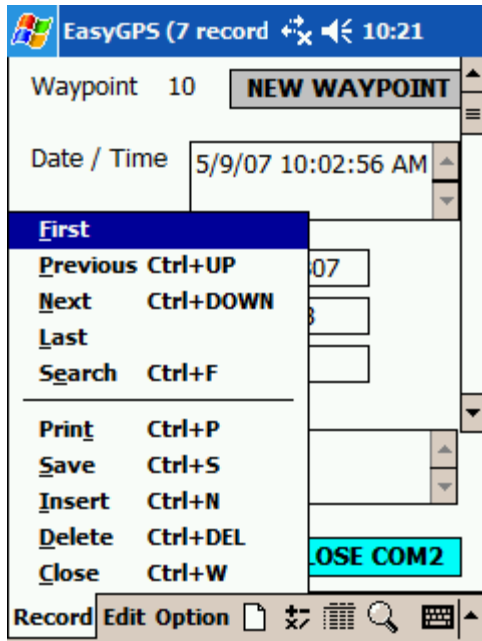 EasyGPS (7 record 10:21
Waypoint 10 NEW WAYPOINT
Date / Time 5/9/07 10:02:56 AM
First
Previous Ctrl+UP
Next Ctrl+DOWN
Last
Search Ctrl+F
Print Ctrl+P
Save Ctrl+S
Insert Ctrl+N
Delete Ctrl+DEL
Close Ctrl+W
307
LOSE COM2
Record Edit Option